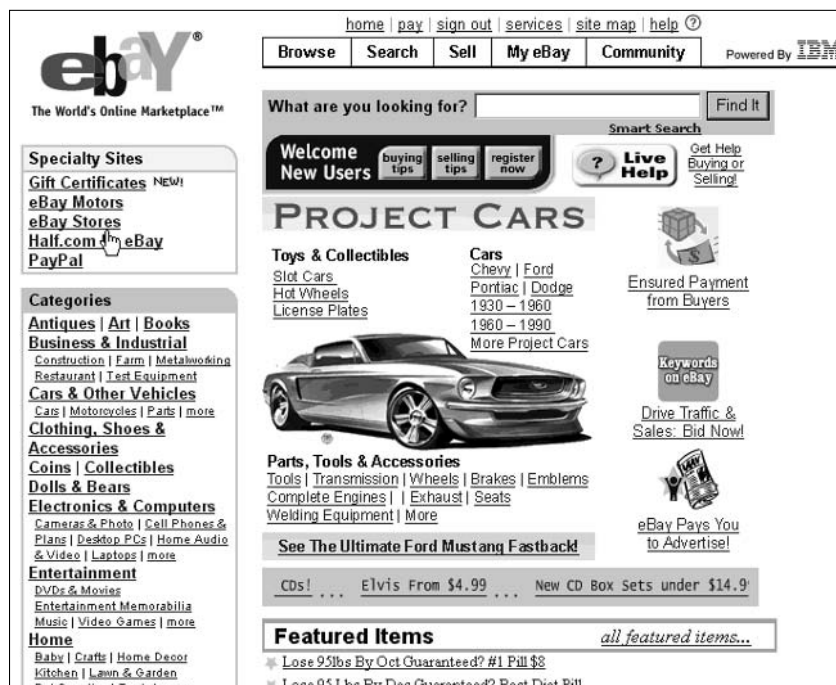 home | pay | sign out | services | site map | help ?
Browse Search Sell My eBay Community
Powered By IBM
ebaY®
The World's Online Marketplace™
What are you looking for? Find It
Smart Search
Welcome New Users
buying tips
selling tips
register now
? Live Help
Get Help
Buying or
Selling!
Specialty Sites
Gift Certificates NEW!
eBay Motors
eBay Stores
Half.com eBay
PayPal
Categories
Antiques | Art | Books
Business & Industrial
Construction | Farm | Metalworking
Restaurant | Test Equipment
Cars & Other Vehicles
Cars | Motorcycles | Parts | more
Clothing, Shoes &
Accessories
Coins | Collectibles
Dolls & Bears
Electronics & Computers
Cameras & Photo | Cell Phones &
Plans | Desktop PCs | Home Audio
& Video | Laptops | more
Entertainment
DVDs & Movies
Entertainment Memorabilia
Music | Video Games | more
Home
Baby | Crafts | Home Decor
Kitchen | Lawn & Garden
PROJECT CARS
Toys & Collectibles
Slot Cars
Hot Wheels
License Plates
Cars
Chevy | Ford
Pontiac | Dodge
1930 – 1960
1960 – 1990
More Project Cars
®
Parts, Tools & Accessories
Tools | Transmission | Wheels | Brakes | Emblems
Complete Engines | | Exhaust | Seats
Welding Equipment | More
See The Ultimate Ford Mustang Fastback!
Ensured Payment
from Buyers
Keywords
on eBay
Drive Traffic &
Sales: Bid Now!
eBay Pays You
to Advertise!
CDs! ... Elvis From $4.99 ... New CD Box Sets under $14.9
Featured Items all featured items...
Lose 95lbs By Oct Guaranteed? #1 Pill $8
Lose 95 Lbs By Dec Guaranteed? Best Diet Pill